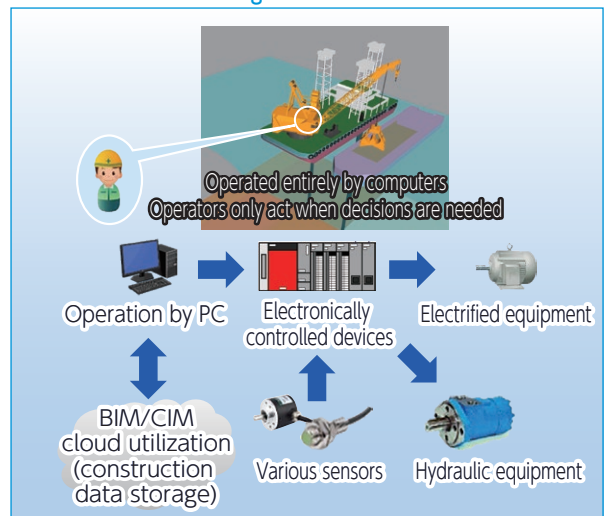 Operated entirely by computers
Operators only act when decisions are needed
Operation by PC
Electronically
controlled devices
Electrified equipment
BIM/CIM
cloud utilization
(construction
data storage)
Various sensors
Hydraulic equipment